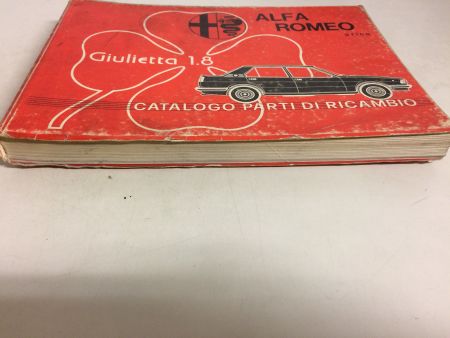 ALFA
ROMEO
Giulietta 1.8
CATALOGO PARTI DI RICAMBIO